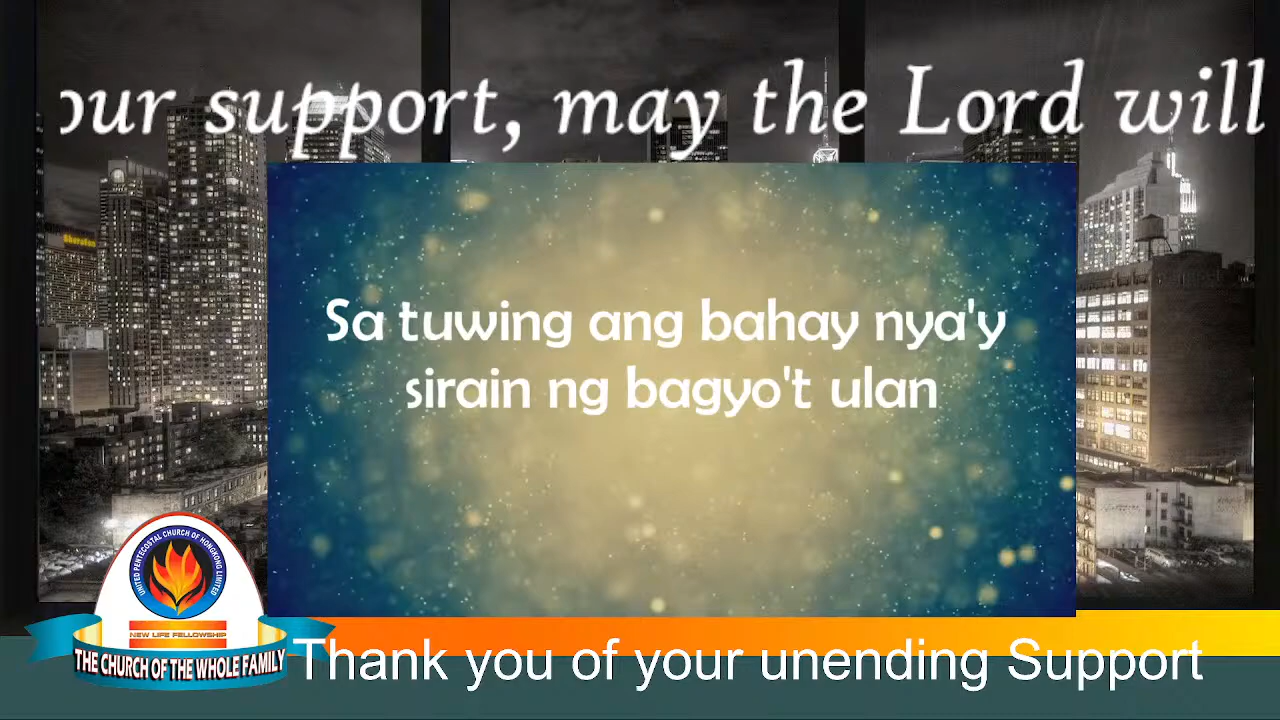 our support, may the Lord will
Sheraton
Sa tuwing ang bahay nya'y
sirain ng bagyo't ulan
UNITED PENTECOSTAL CHURCH OF HONGKONG LIMITED
NEW LIFE FELLOWSHIP
THE CHURCH OF THE WHOLE FAMILY
Thank you of your unending Support